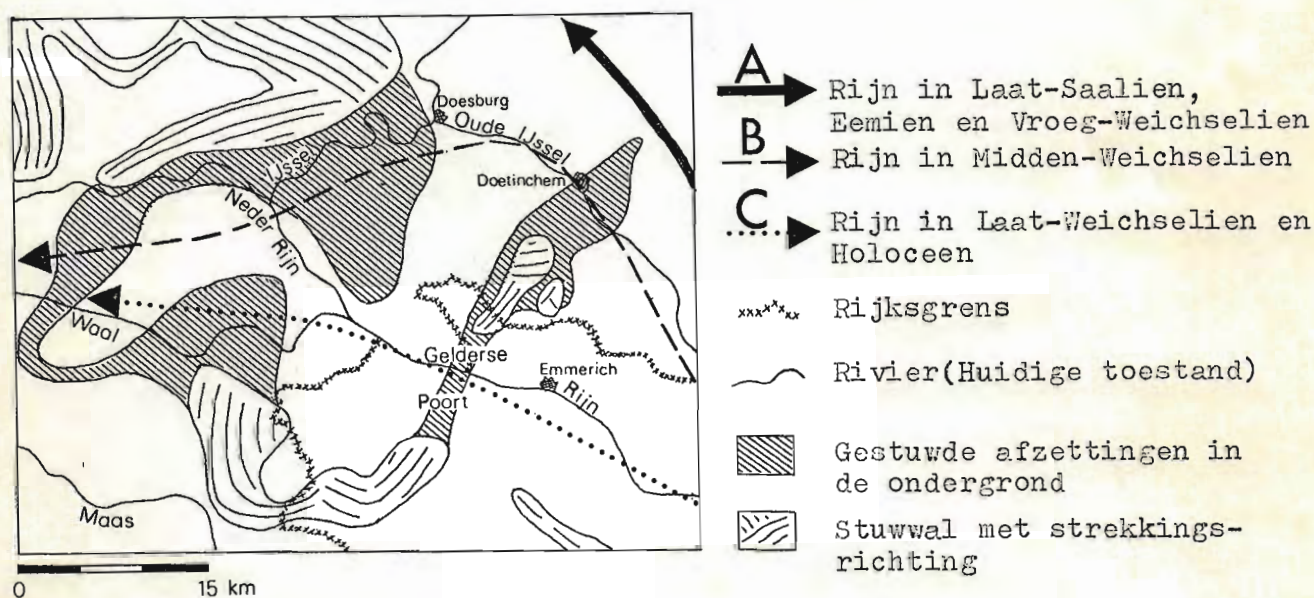 Doesburg
Oude IJssel
Doetinchem
IJssel
Neder Rijn
Waal
Gelderse
Poort
Emmerich
Rijn
Maas
0 15 km
A
Rijn in Laat-Saalien,
Eemien en Vroeg-Weichselien
B
Rijn in Midden-Weichselien
C
Rijn in Laat-Weichselien en
Holoceen
xxxxxxx Rijksgrens
Rivier(Huidige toestand)
Gestuwde afzettingen in
de ondergrond
Stuwwal met strekkings-
richting